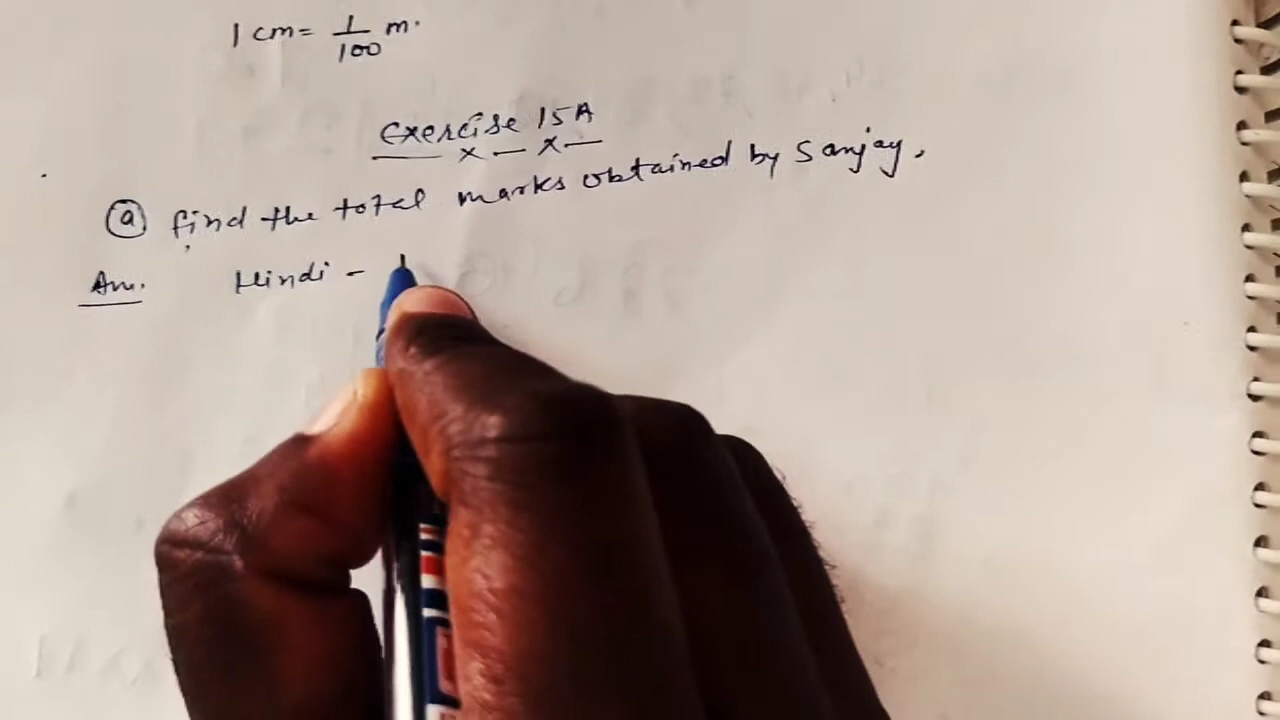 1 cm = 1/100 m.
Exercise 15A
— x — x —
(a) find the total marks obtained by Sanjay.
Ans. Hindi -